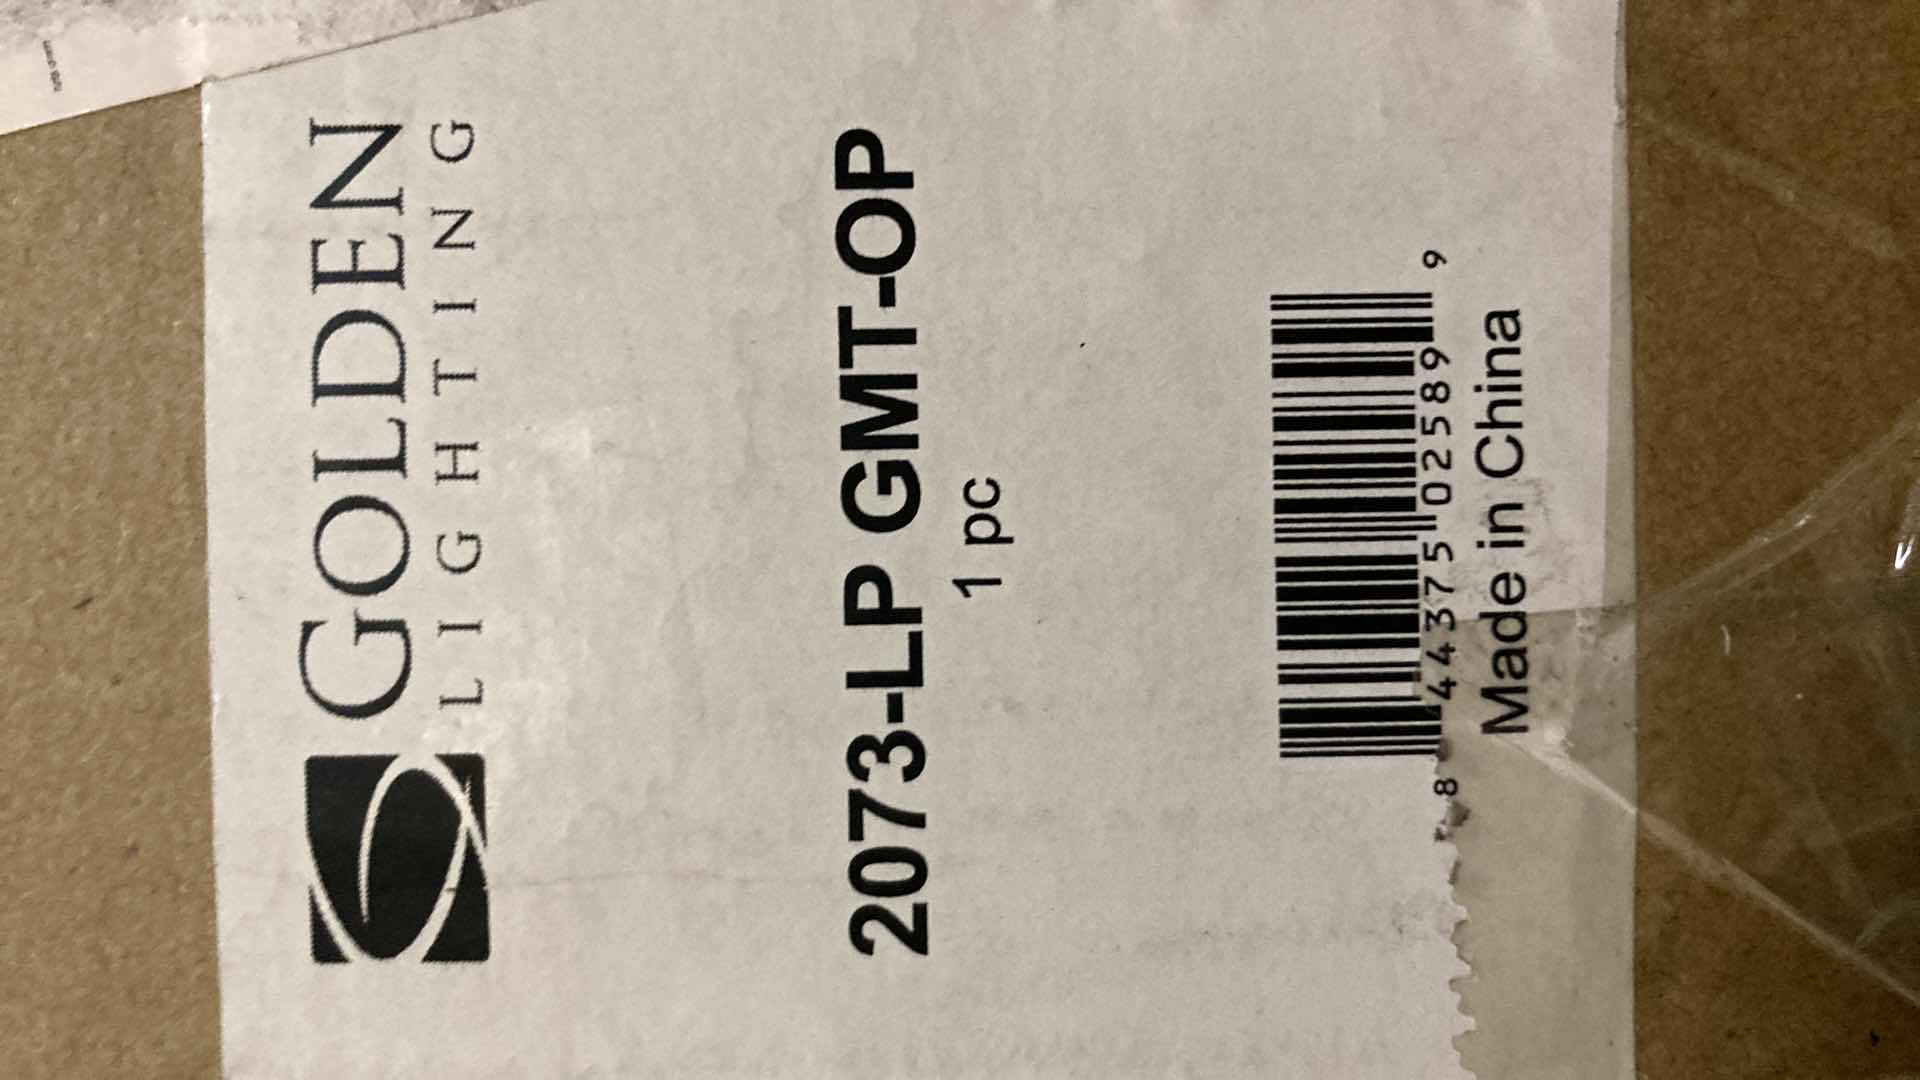 GOLDEN
LIGHTING
2073-LP GMT-OP
1 pc
8 44375 02589 9
Made in China